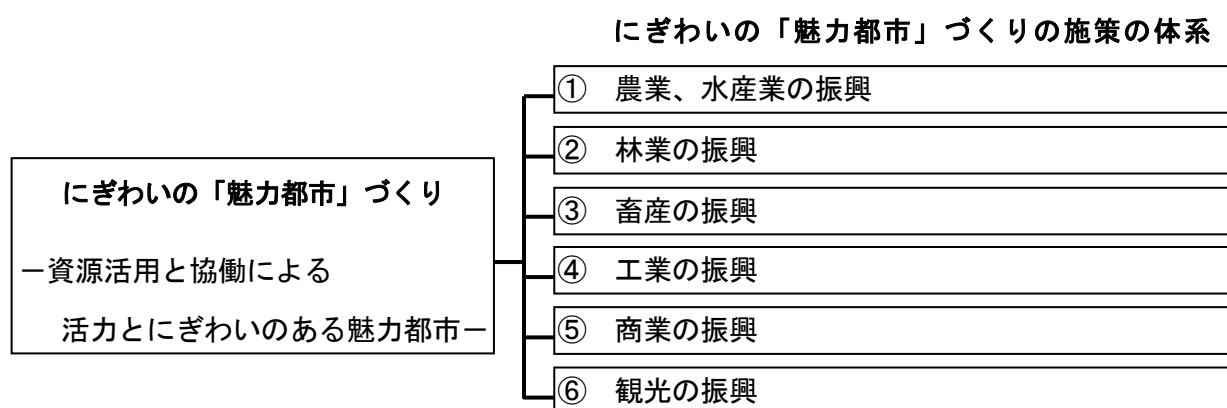 にぎわいの「魅力都市」づくりの施策の体系
① 農業、水産業の振興
② 林業の振興
にぎわいの「魅力都市」づくり
③ 畜産の振興
－資源活用と協働による
④ 工業の振興
活力とにぎわいのある魅力都市－
⑤ 商業の振興
⑥ 観光の振興